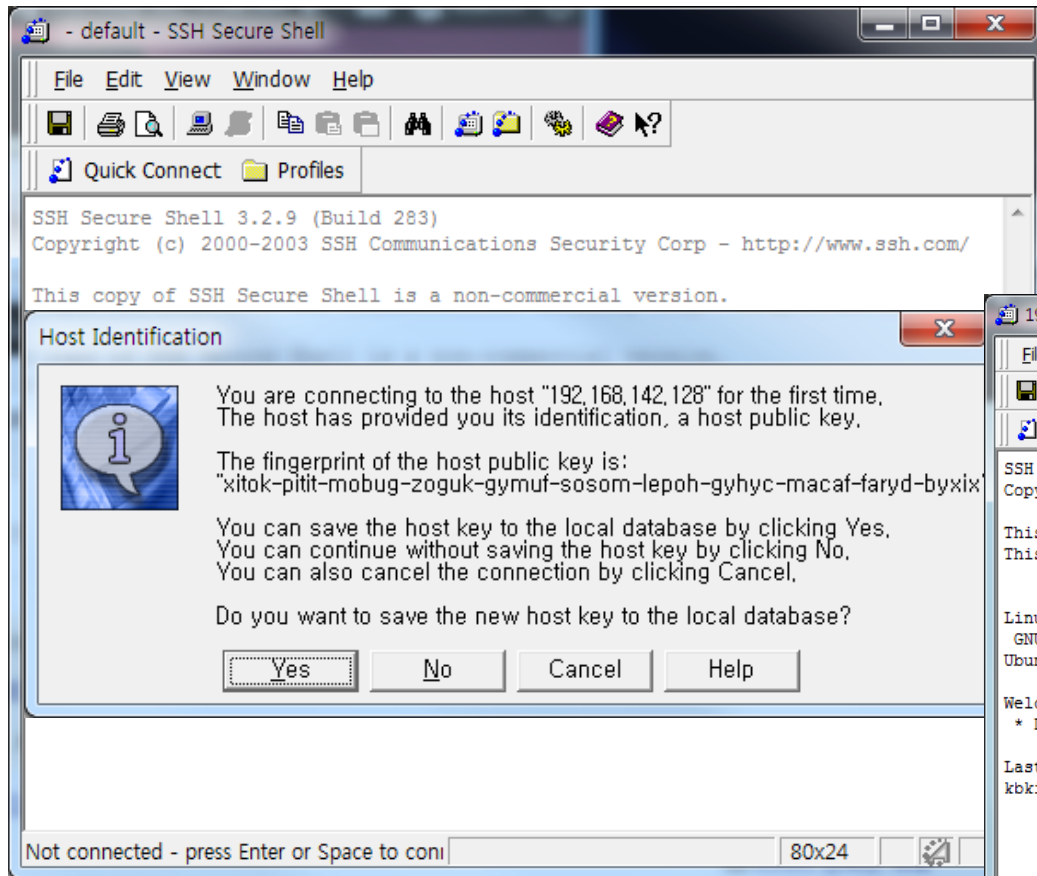 - default - SSH Secure Shell
File Edit View Window Help
Quick Connect Profiles
SSH Secure Shell 3.2.9 (Build 283)
Copyright (c) 2000-2003 SSH Communications Security Corp - http://www.ssh.com/
This copy of SSH Secure Shell is a non-commercial version.
Host Identification
You are connecting to the host "192,168,142,128" for the first time,
The host has provided you its identification, a host public key,
The fingerprint of the host public key is:
"xitok-pitit-mobug-zoguk-gymuf-sosom-lepoh-gyhyc-macaf-faryd-byxix"
You can save the host key to the local database by clicking Yes,
You can continue without saving the host key by clicking No,
You can also cancel the connection by clicking Cancel,
Do you want to save the new host key to the local database?
Yes No Cancel Help
Not connected - press Enter or Space to
80x24
SSH
This
This